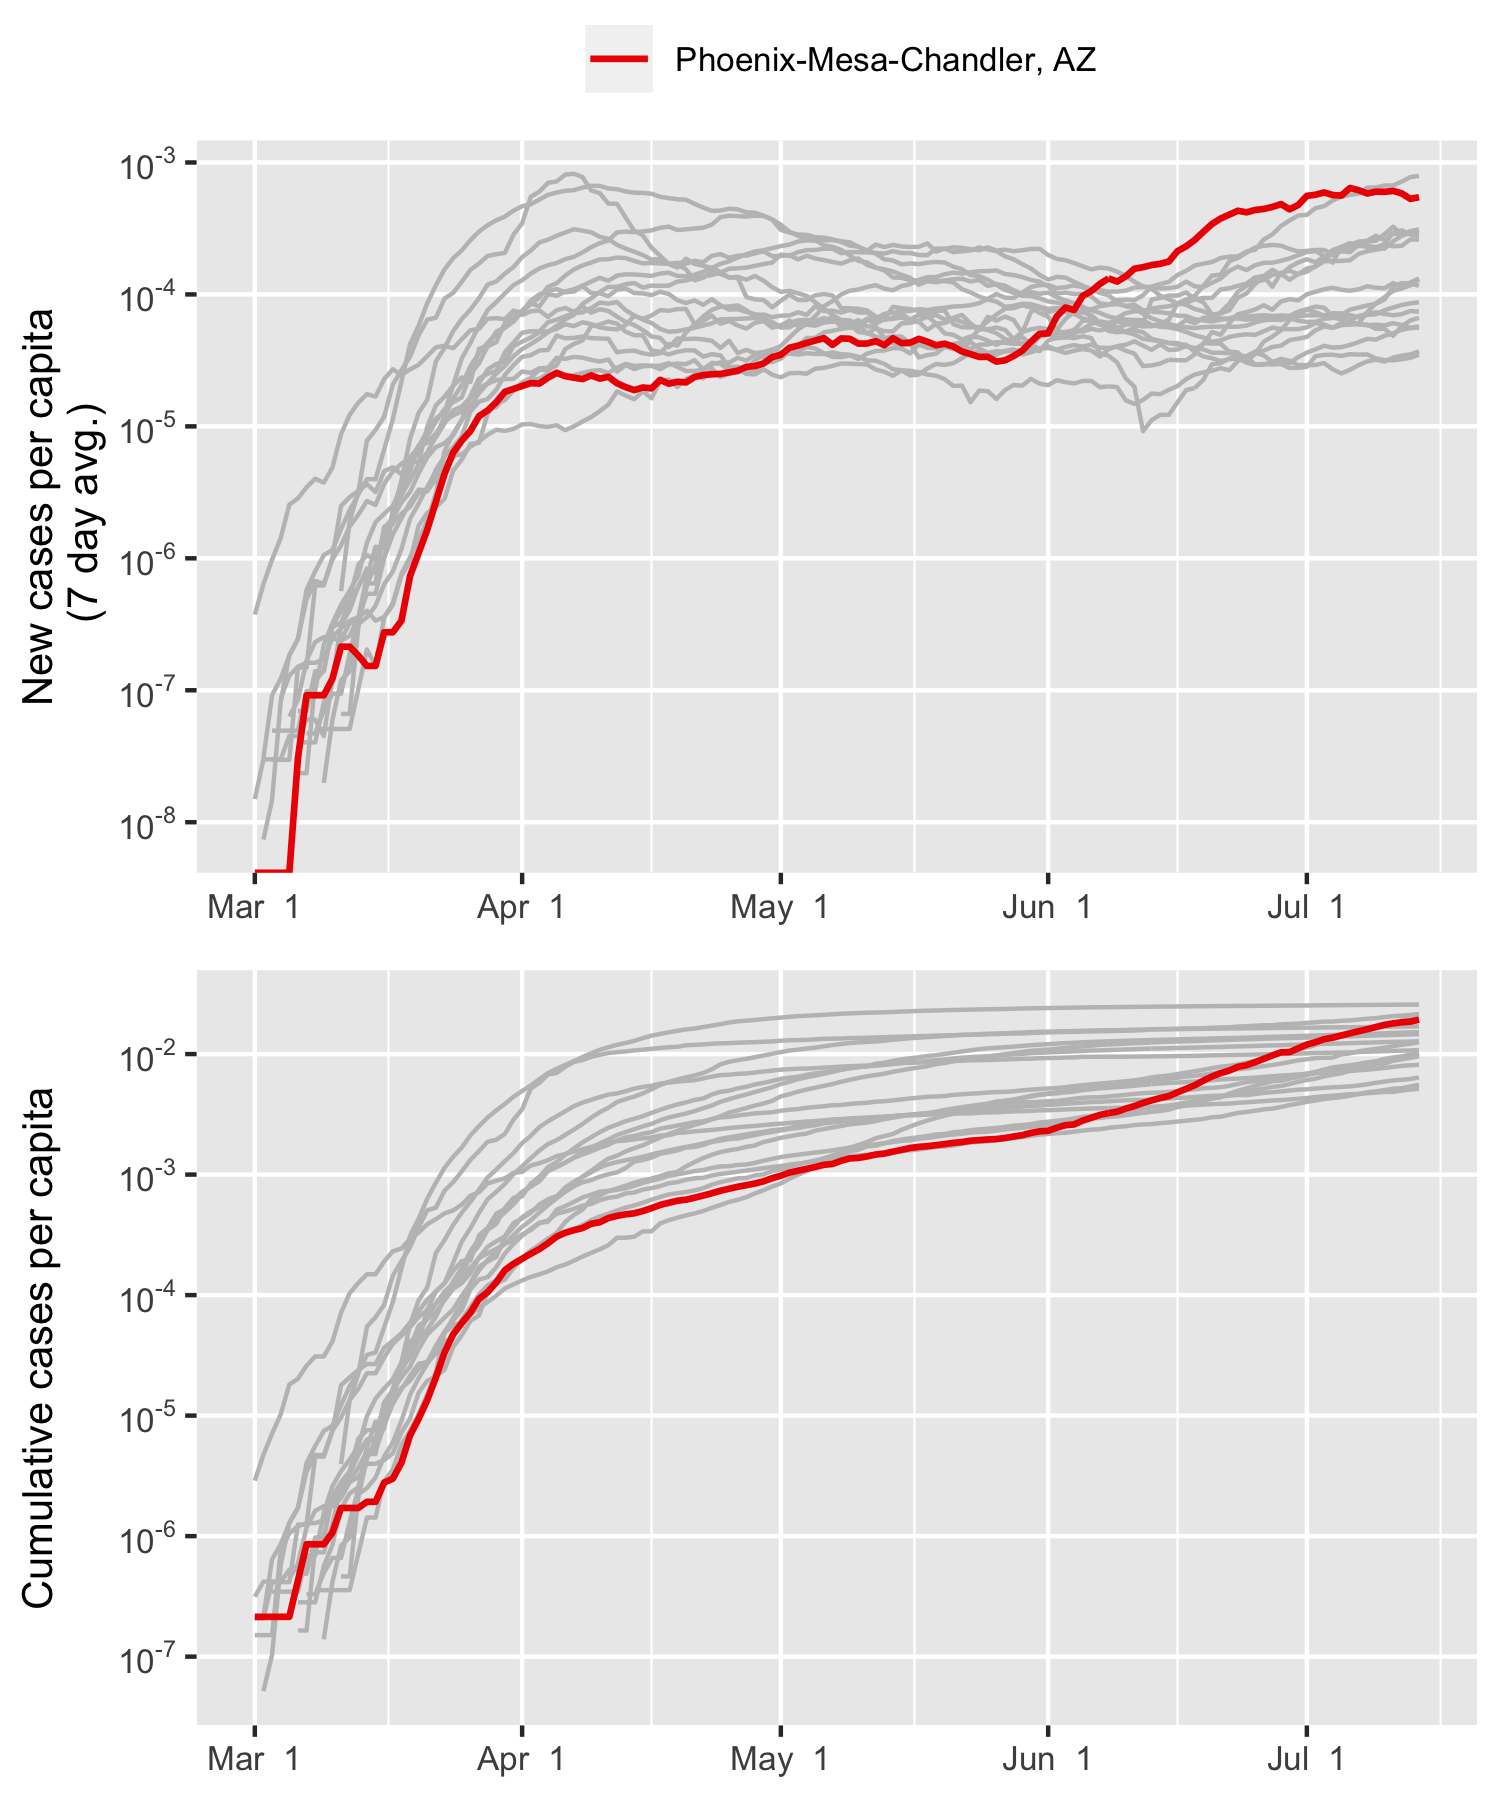 Phoenix-Mesa-Chandler, AZ
New cases per capita
(7 day avg.)
10-3
10-4
10-5
10-6
10-7
10-8
Mar 1 Apr 1 May 1 Jun 1 Jul 1
Cumulative cases per capita
10-2
10-3
10-4
10-5
10-6
10-7
Mar 1 Apr 1 May 1 Jun 1 Jul 1